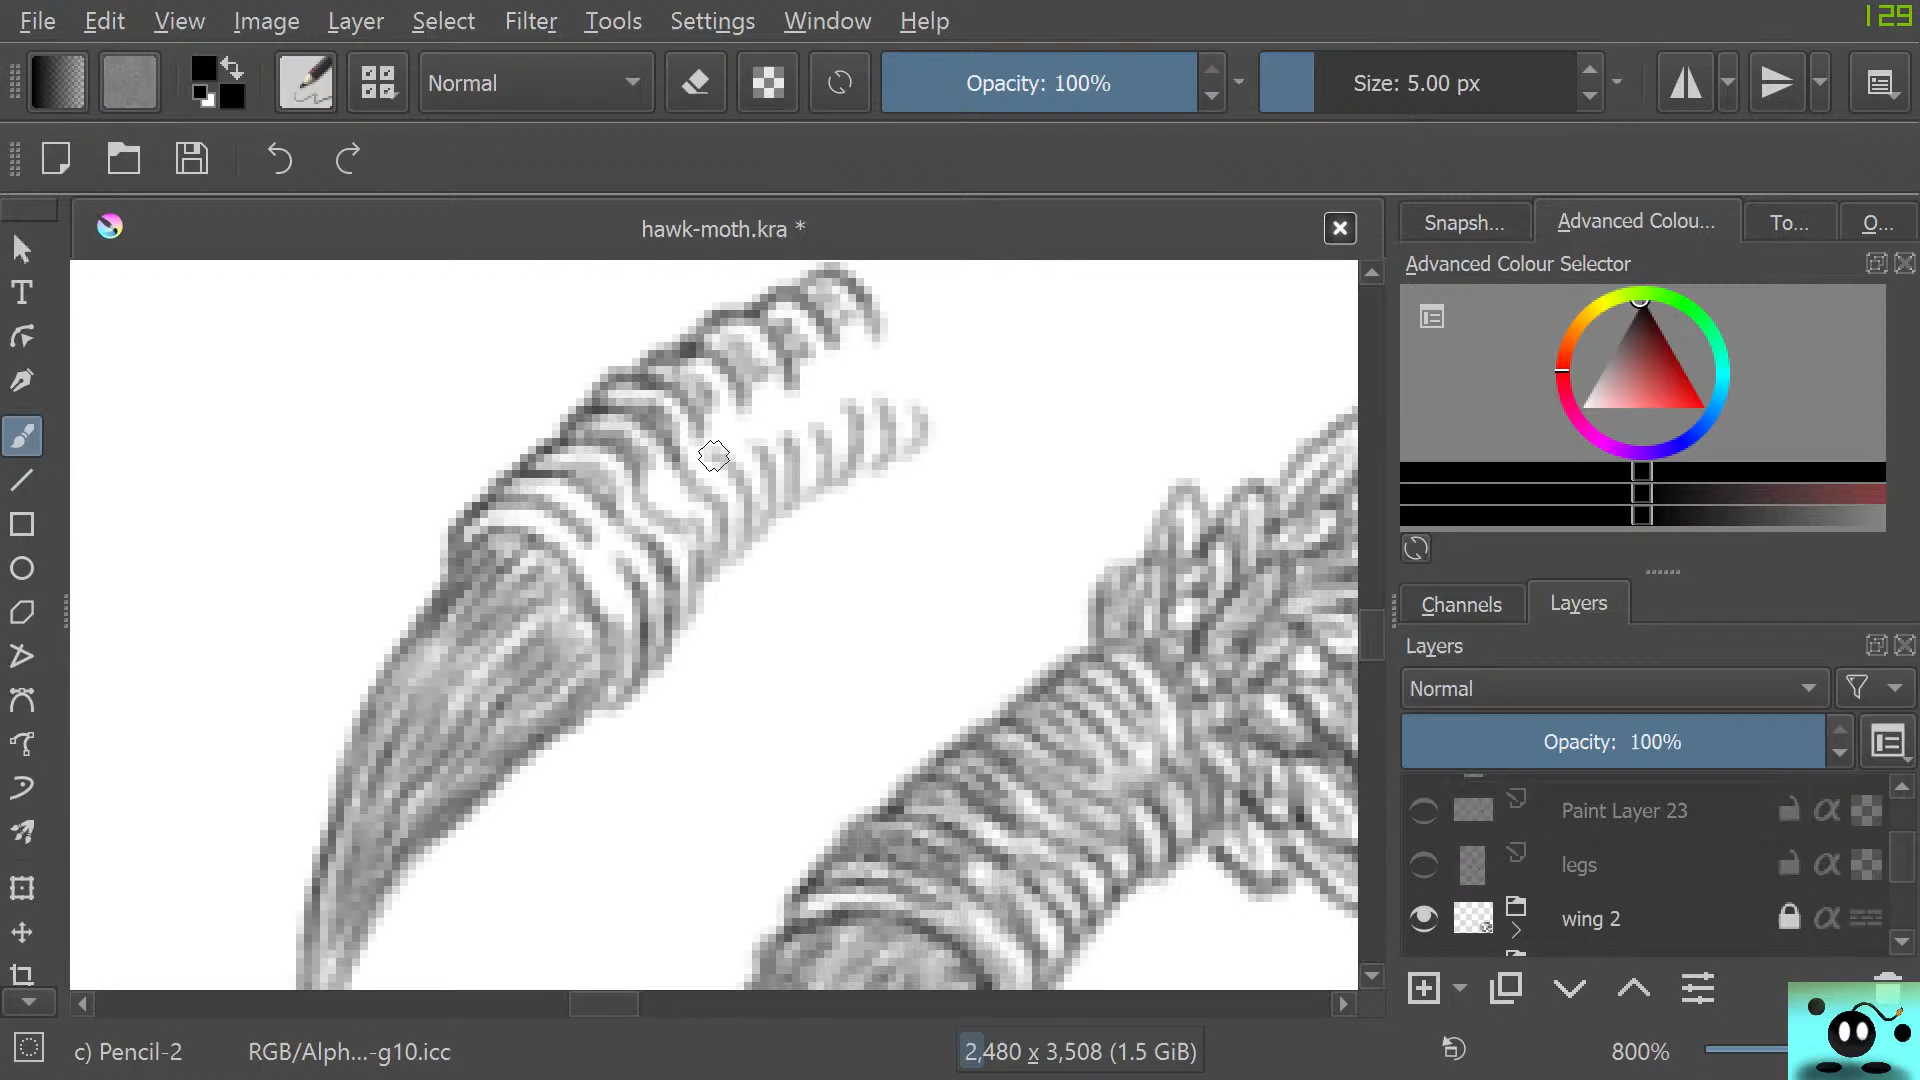 File Edit View Image Layer Select Filter Tools Settings Window Help
129
Normal
Opacity: 100%
Size: 5.00 px
hawk-moth.kra *
Snapsh... Advanced Colou... To... O...
Advanced Colour Selector
Channels Layers
Layers
Normal
Opacity: 100%
Paint Layer 23
legs
wing 2
c) Pencil-2 RGB/Alph...-g10.icc 2,480 x 3,508 (1.5 GiB) 800%